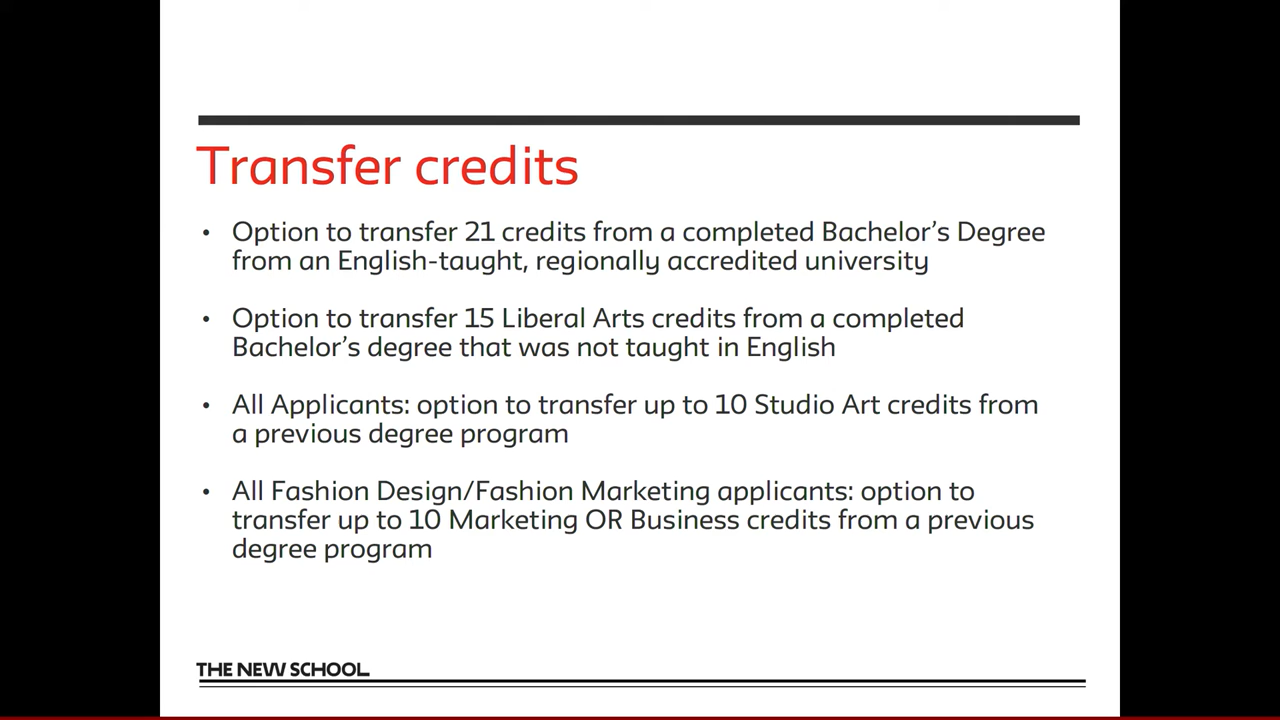 Transfer credits
• Option to transfer 21 credits from a completed Bachelor’s Degree
from an English-taught, regionally accredited university
• Option to transfer 15 Liberal Arts credits from a completed
Bachelor’s degree that was not taught in English
• All Applicants: option to transfer up to 10 Studio Art credits from
a previous degree program
• All Fashion Design/Fashion Marketing applicants: option to
transfer up to 10 Marketing OR Business credits from a previous
degree program
THE NEW SCHOOL